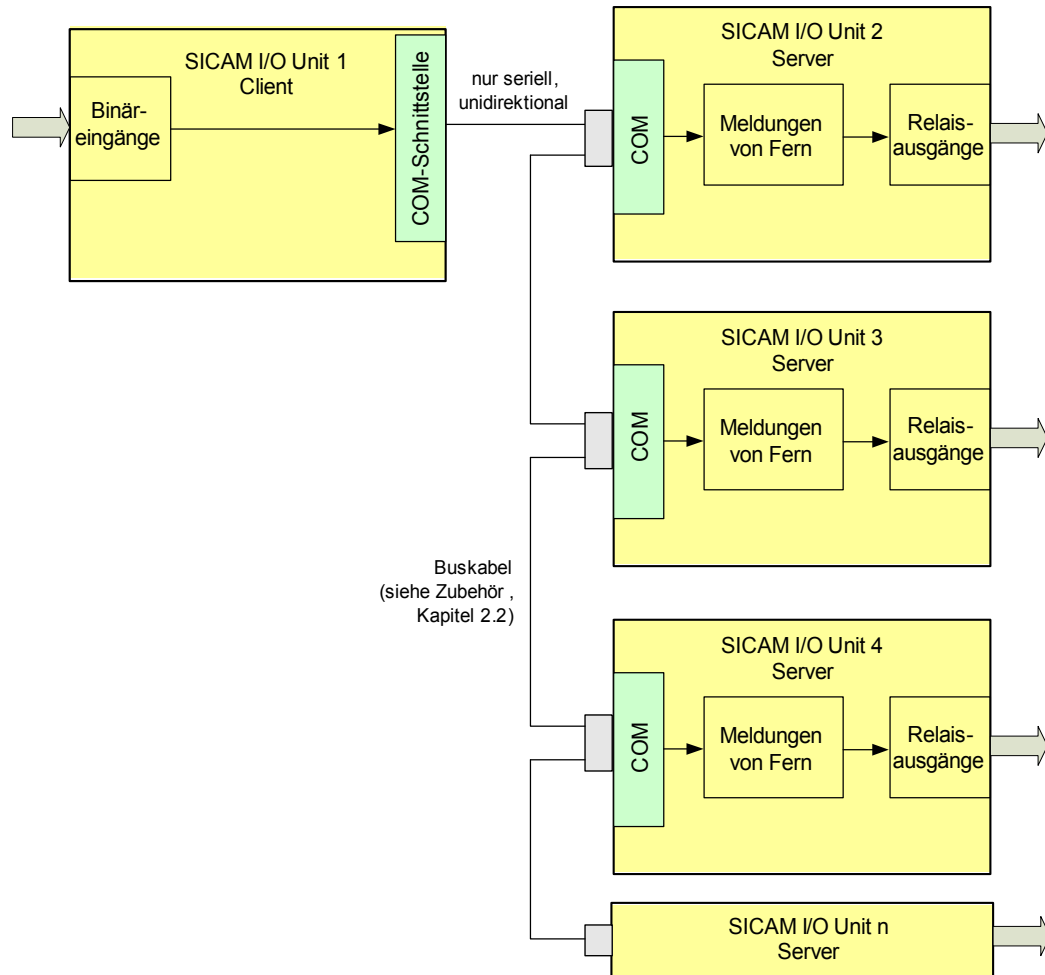 SICAM I/O Unit 1
Client
Binär-
eingänge
COM-Schnittstelle
nur seriell,
unidirektional
SICAM I/O Unit 2
Server
COM
Meldungen
von Fern
Relais-
ausgänge
SICAM I/O Unit 3
Server
COM
Meldungen
von Fern
Relais-
ausgänge
Buskabel
(siehe Zubehör ,
Kapitel 2.2)
SICAM I/O Unit 4
Server
COM
Meldungen
von Fern
Relais-
ausgänge
SICAM I/O Unit n
Server